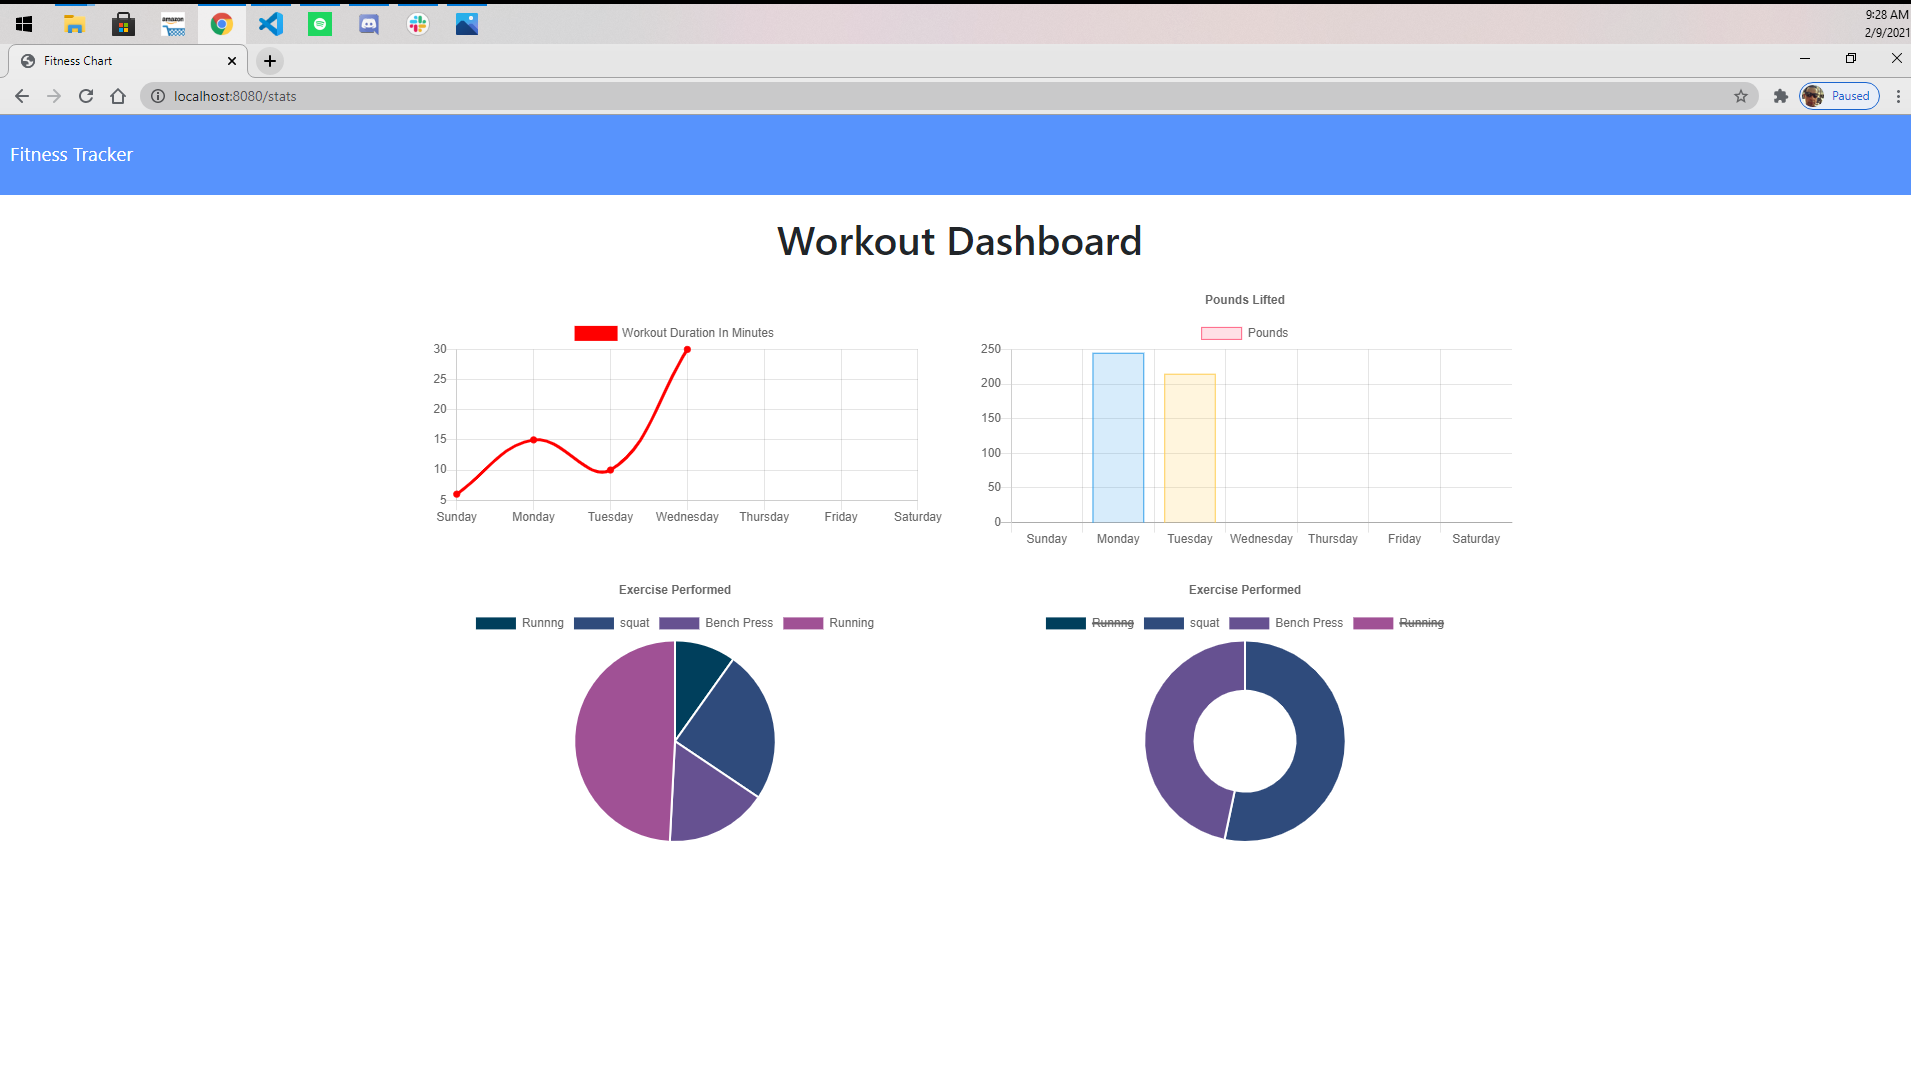 amazon
9:28 AM
2/9/2021
Fitness Chart
localhost:8080/stats
Paused
Fitness Tracker
Workout Dashboard
Workout Duration In Minutes
30
25
20
15
10
5
Sunday Monday Tuesday Wednesday Thursday Friday Saturday
Pounds Lifted
Pounds
250
200
150
100
50
0
Sunday Monday Tuesday Wednesday Thursday Friday Saturday
Exercise Performed
Runnng squat Bench Press Running
Exercise Performed
Runnng squat Bench Press Running